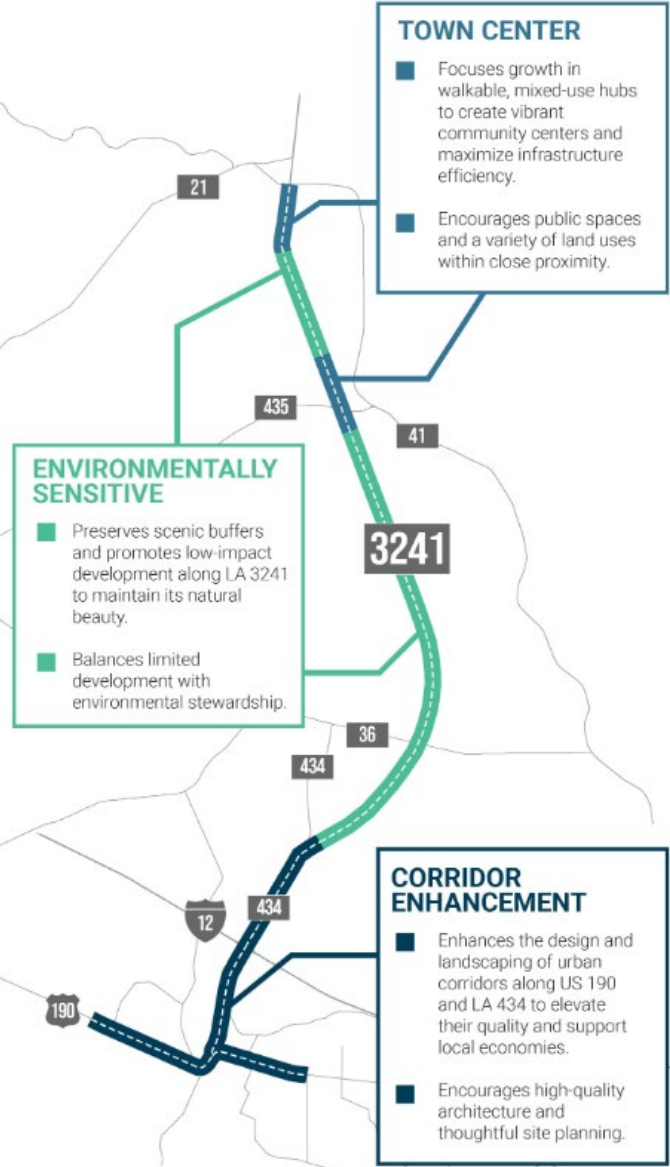 TOWN CENTER
Focuses growth in
walkable, mixed-use hubs
to create vibrant
community centers and
maximize infrastructure
efficiency.
Encourages public spaces
and a variety of land uses
within close proximity.
21
435
41
ENVIRONMENTALLY
SENSITIVE
Preserves scenic buffers
and promotes low-impact
development along LA 3241
to maintain its natural
beauty.
Balances limited
development with
environmental stewardship.
3241
36
434
CORRIDOR
ENHANCEMENT
Enhances the design and
landscaping of urban
corridors along US 190
and LA 434 to elevate
their quality and support
local economies.
Encourages high-quality
architecture and
thoughtful site planning.
434
12
190